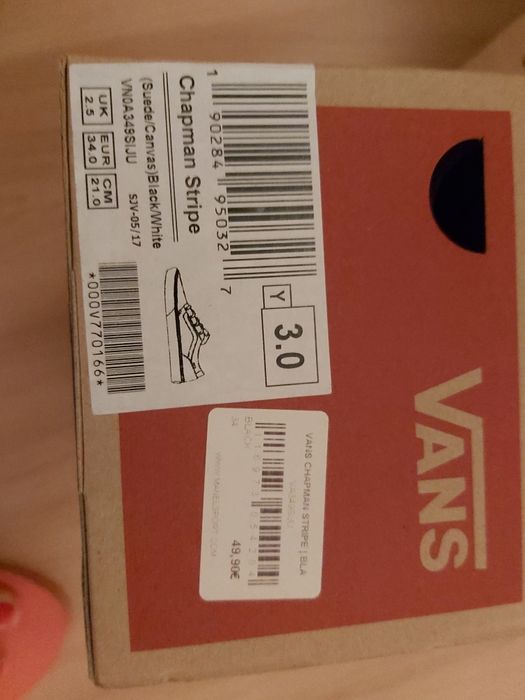 1 90284 95032 7
Y
3.0
Chapman Stripe
(Suede/Canvas)Black/White
VN0A349SIJU
SJV-05/17
UK EUR CM
2.5 34.0 21.0
*000V770166*
VANS
VANS CHAPMAN STRIPE | BLA
BLACK
34
49,90€